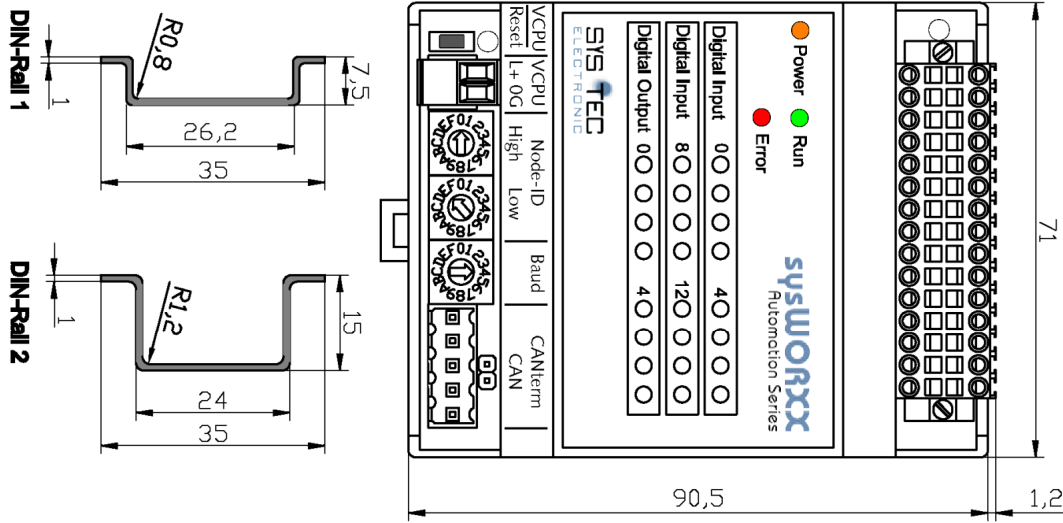 DIN-Rail 1
R0,8
1
7,5
26,2
35
DIN-Rail 2
R1,2
1
15
24
35
VCPU
Reset
VCPU
L+ 0G
Node-ID
High Low
Baud
CANterm
CAN
0123456789ABCDEF
0123456789ABCDEF
0123456789ABCDEF
SYS TEC
ELECTRONIC
Power
Run
Error
Digital Input 0 4
Digital Input 8 12
Digital Output 0 4
sysWORXX
Automation Series
71
90,5
1,2